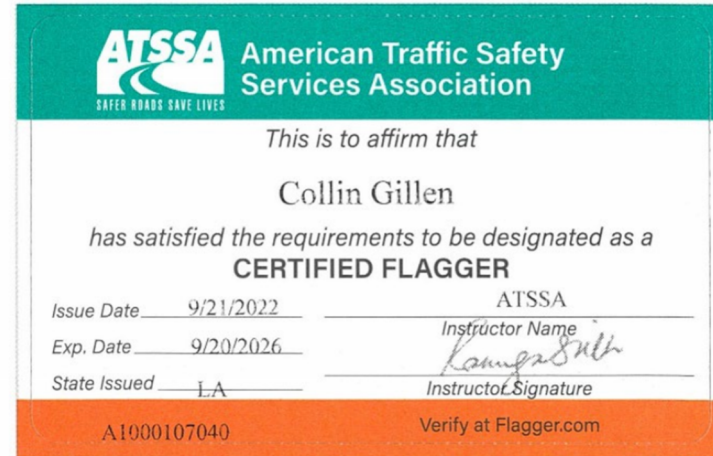 ATSSA
SAFER ROADS SAVE LIVES
American Traffic Safety
Services Association
This is to affirm that
Collin Gillen
has satisfied the requirements to be designated as a
CERTIFIED FLAGGER
Issue Date 9/21/2022
ATSSA
Instructor Name
Exp. Date 9/20/2026
State Issued LA
Instructor Signature
A1000107040
Verify at Flagger.com